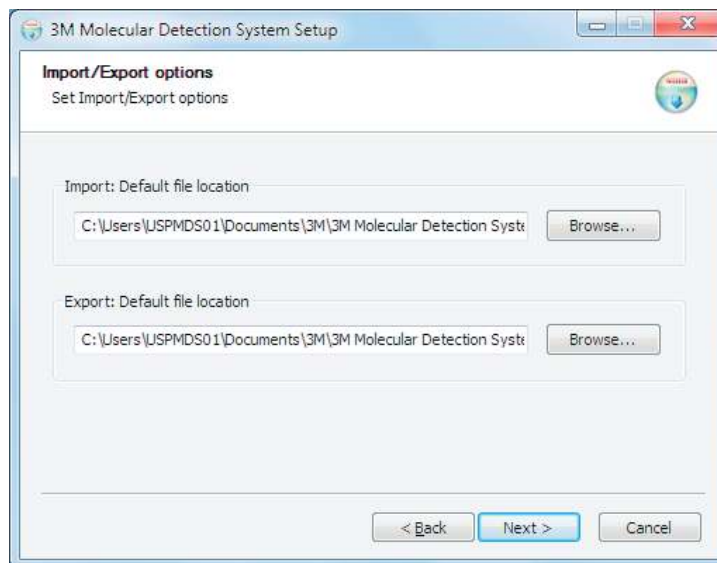 3M Molecular Detection System Setup
Import/Export options
Set Import/Export options
Import: Default file location
C:\Users\USPMDS01\Documents\3M\3M Molecular Detection Syste
Browse...
Export: Default file location
C:\Users\USPMDS01\Documents\3M\3M Molecular Detection Syste
Browse...
< Back
Next >
Cancel